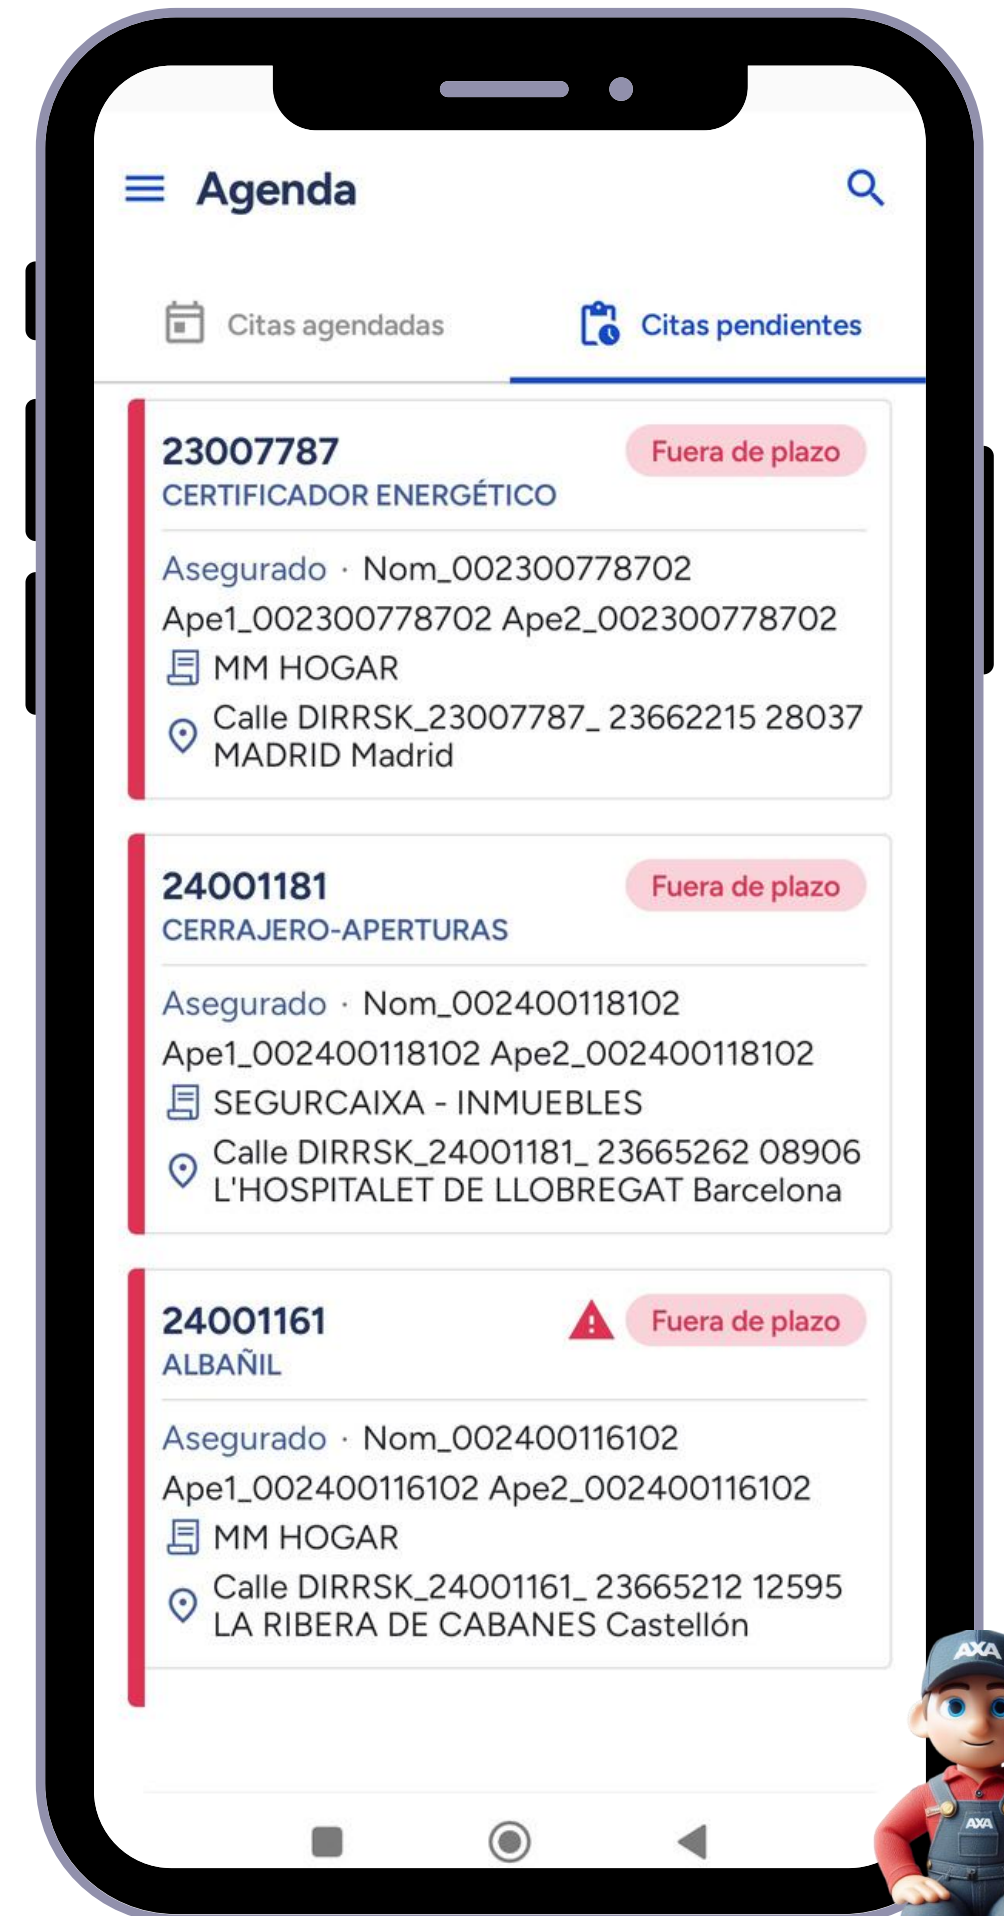 Agenda
Citas agendadas
Citas pendientes
23007787
Fuera de plazo
CERTIFICADOR ENERGÉTICO
Asegurado · Nom_002300778702
Ape1_002300778702 Ape2_002300778702
MM HOGAR
Calle DIRRSK_23007787_ 23662215 28037
MADRID Madrid
24001181
Fuera de plazo
CERRAJERO-APERTURAS
Asegurado · Nom_002400118102
Ape1_002400118102 Ape2_002400118102
SEGURCAIXA - INMUEBLES
Calle DIRRSK_24001181_ 23665262 08906
L'HOSPITALET DE LLOBREGAT Barcelona
24001161
Fuera de plazo
ALBAÑIL
Asegurado · Nom_002400116102
Ape1_002400116102 Ape2_002400116102
MM HOGAR
Calle DIRRSK_24001161_ 23665212 12595
LA RIBERA DE CABANES Castellón
AXA
AXA